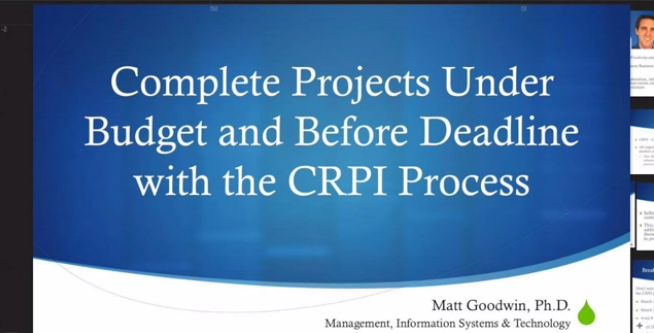 Complete Projects Under
Budget and Before Deadline
with the CRPI Process
Matt Goodwin, Ph.D.
Management, Information Systems & Technology